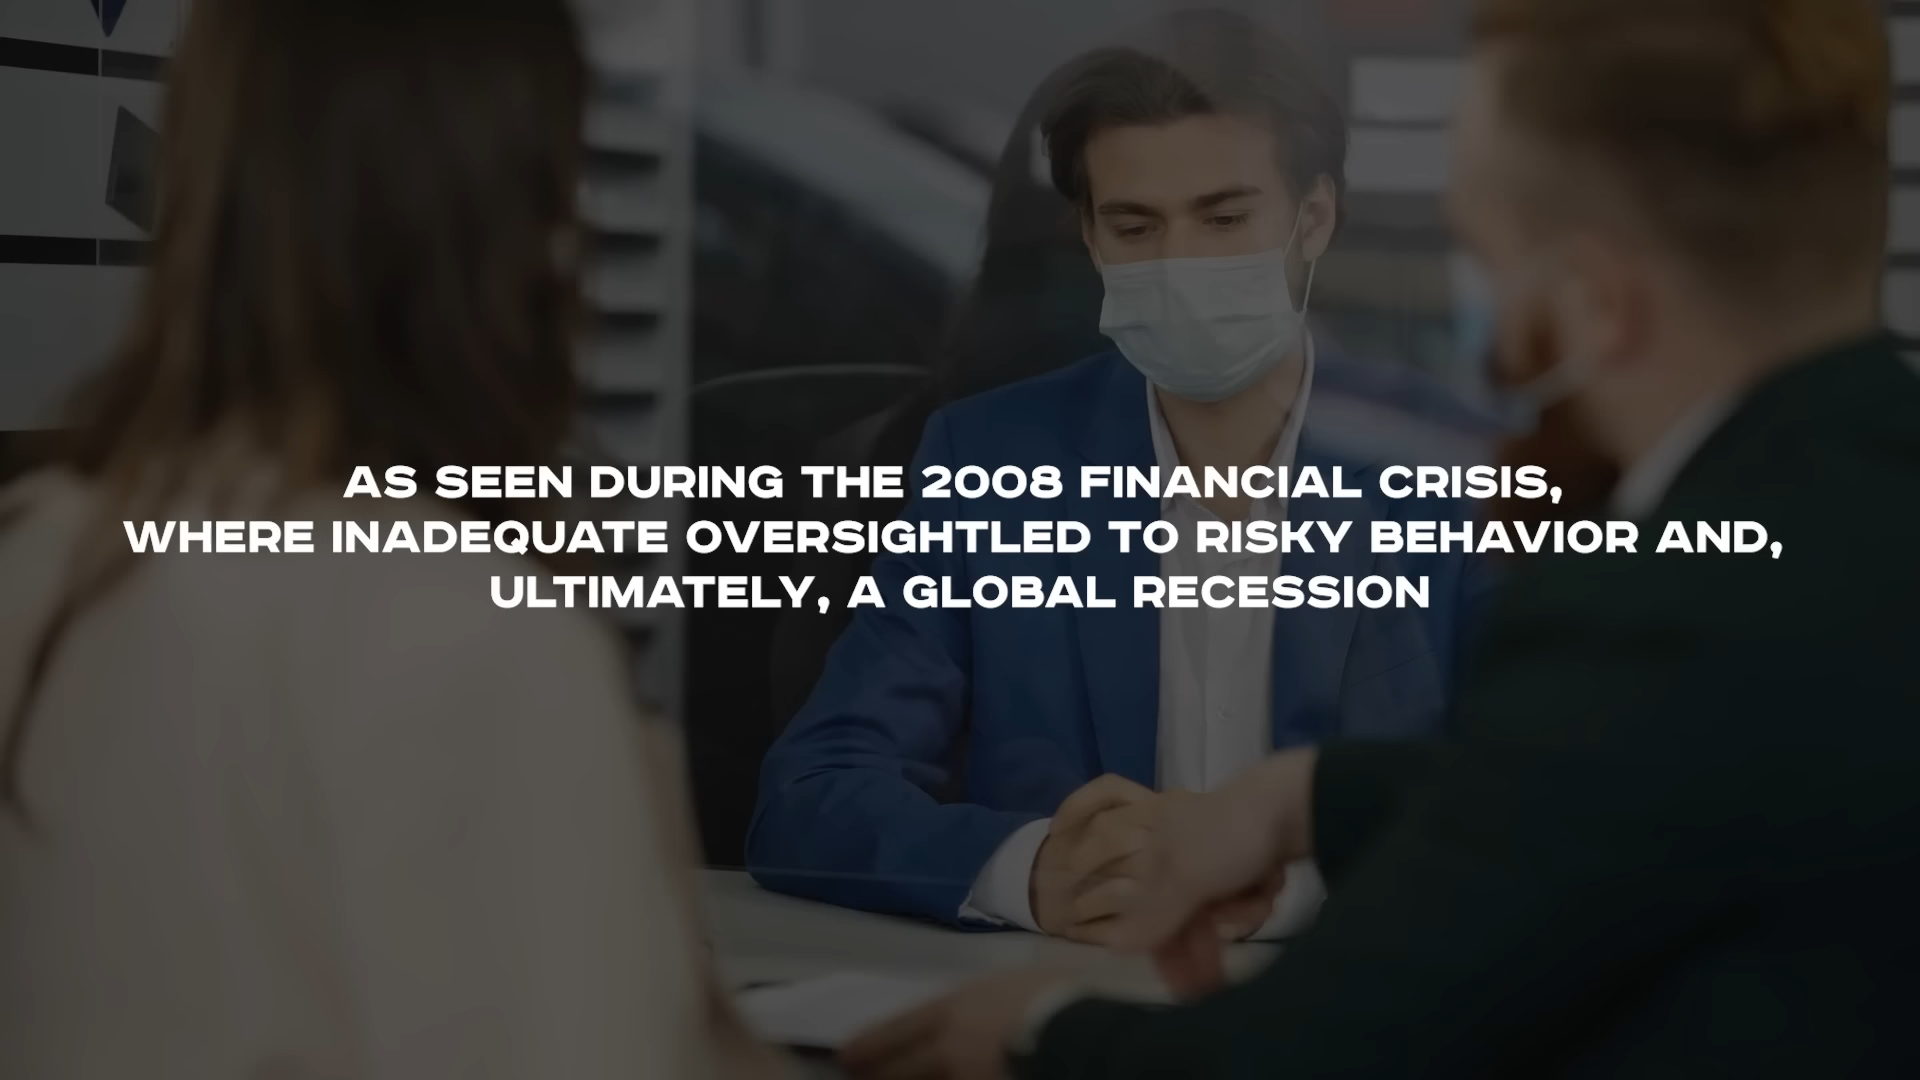 AS SEEN DURING THE 2008 FINANCIAL CRISIS,
WHERE INADEQUATE OVERSIGHTLED TO RISKY BEHAVIOR AND,
ULTIMATELY, A GLOBAL RECESSION